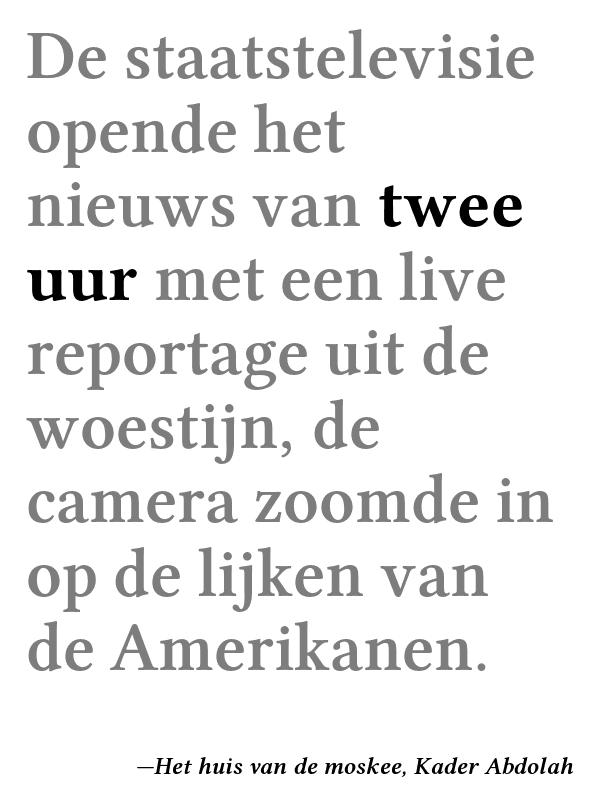 De staatstelevisie
opende het
nieuws van twee
uur met een live
reportage uit de
woestijn, de
camera zoomde in
op de lijken van
de Amerikanen.
—Het huis van de moskee, Kader Abdolah